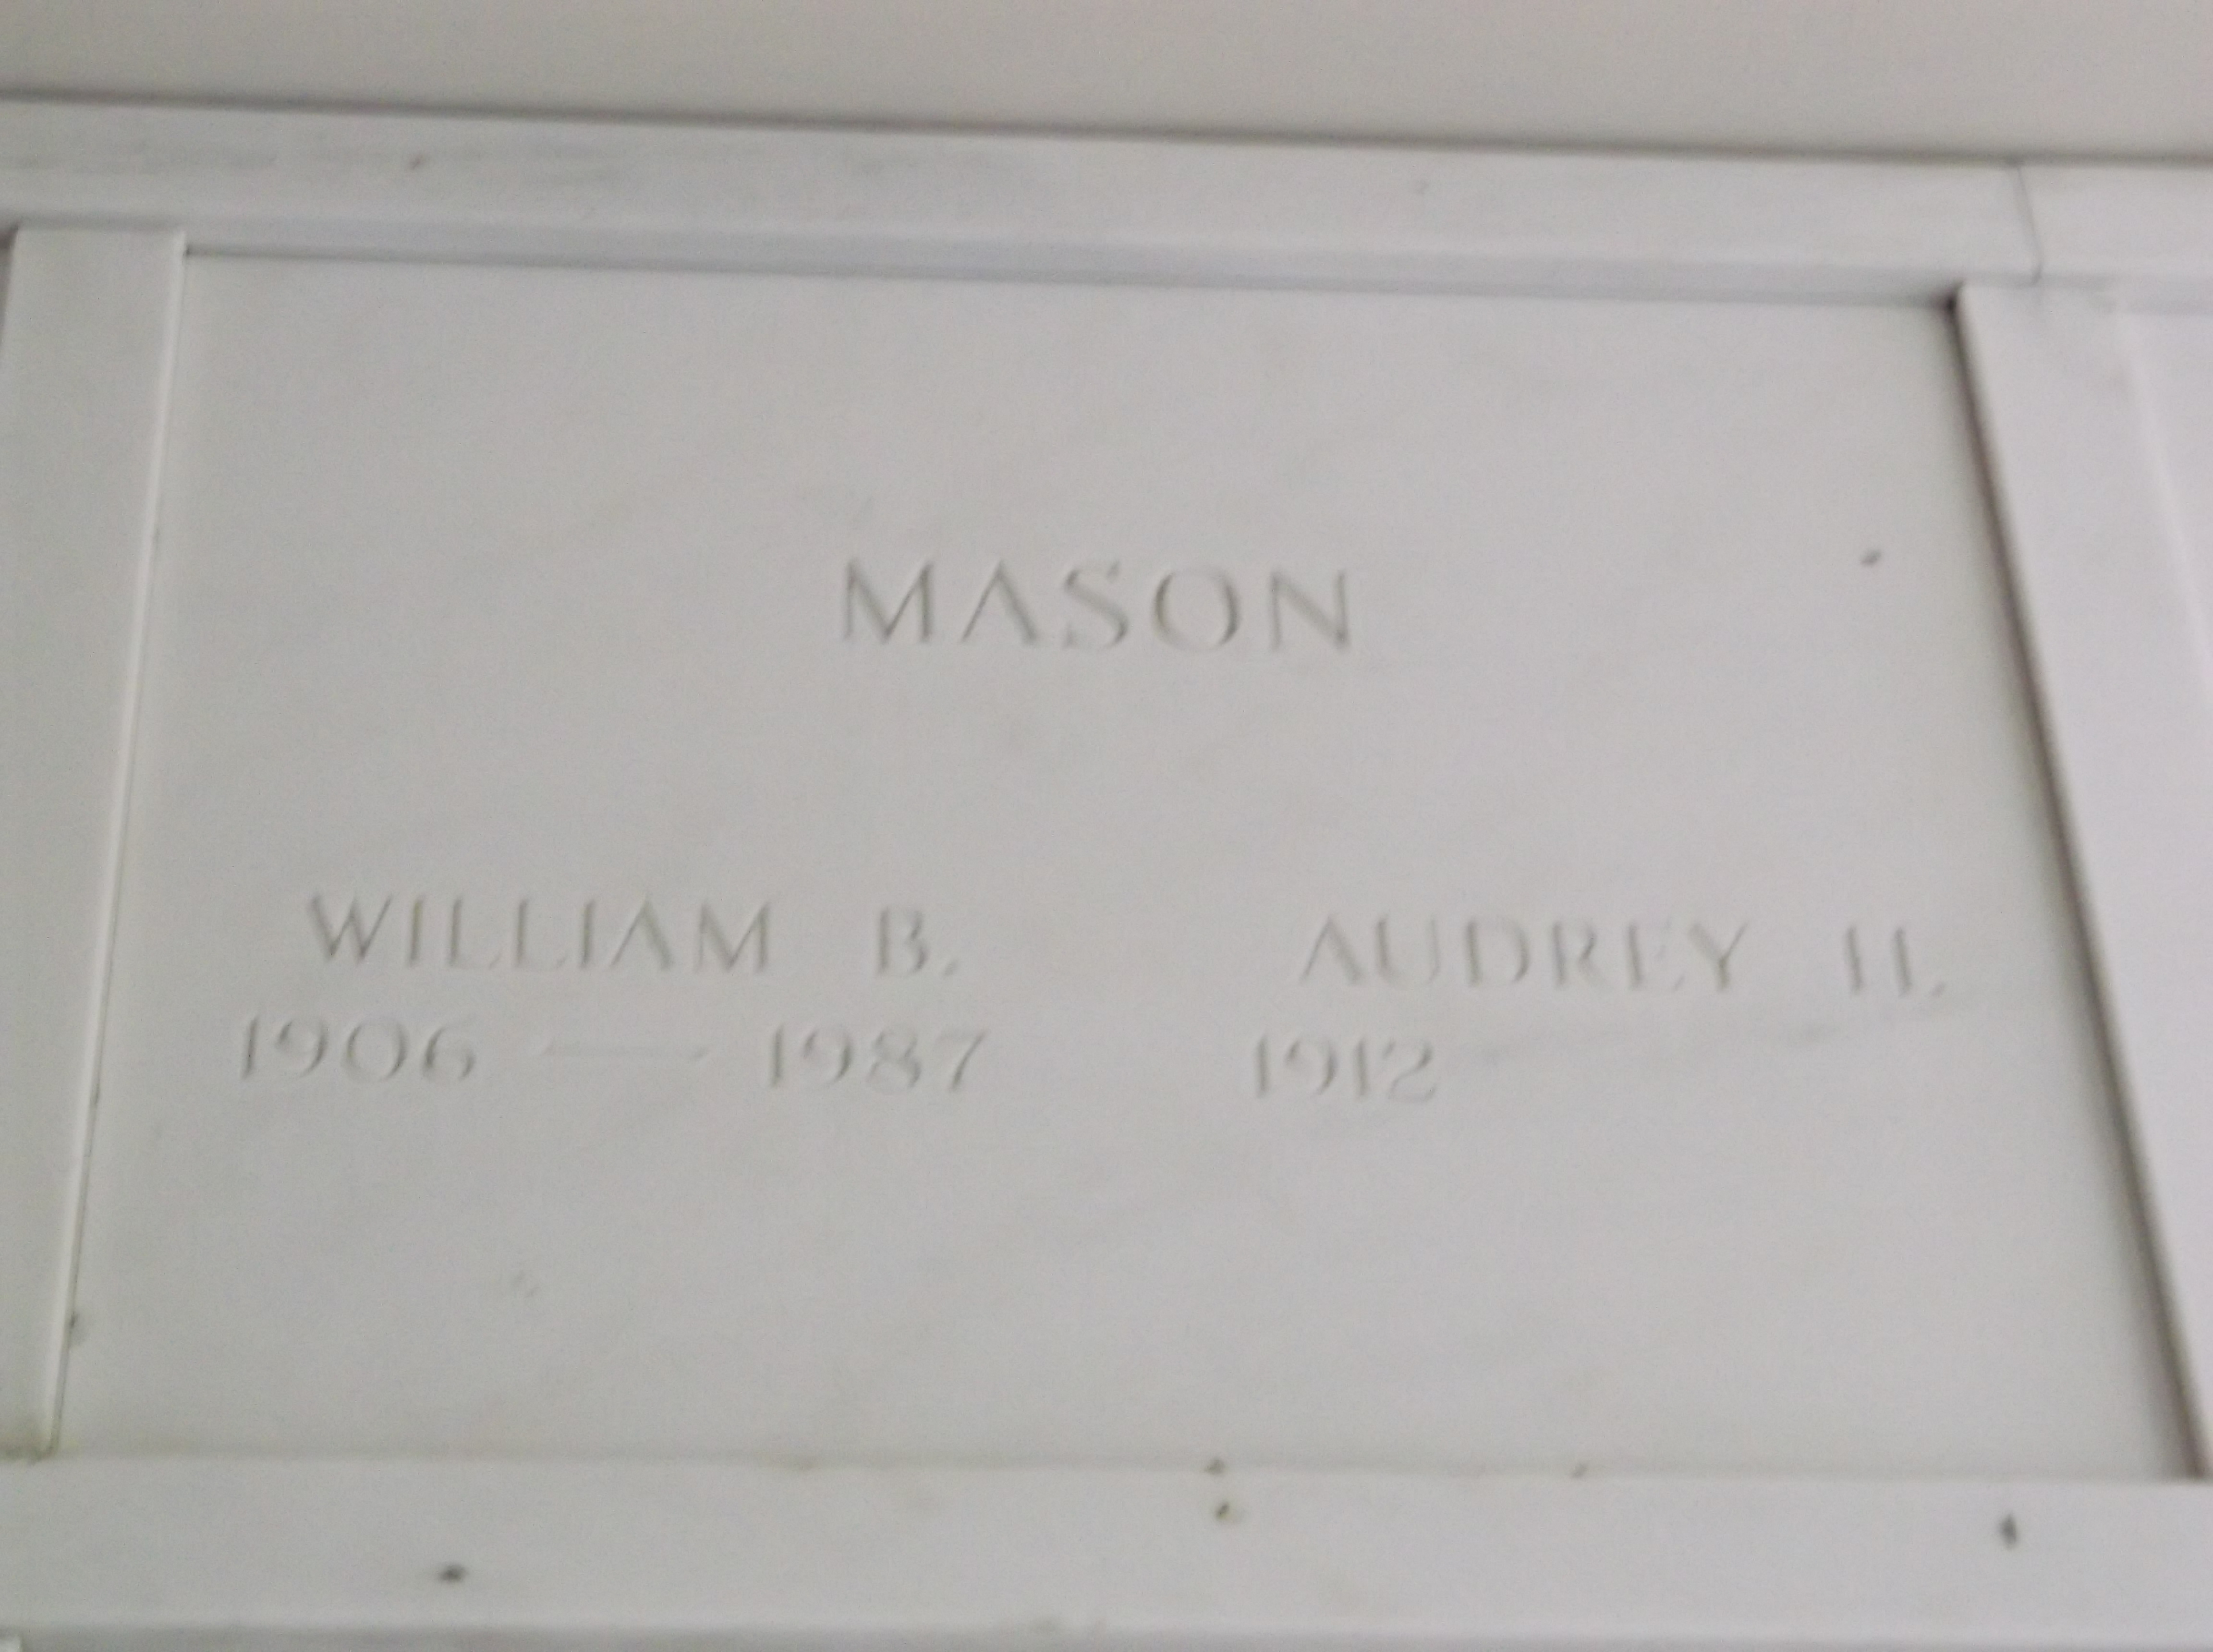 MASON
WILLIAM B. AUDREY H.
1906 — 1987 1912